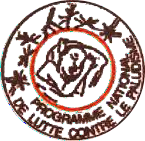 PROGRAMME NATIONAL
DE LUTTE CONTRE LE PALUDISME